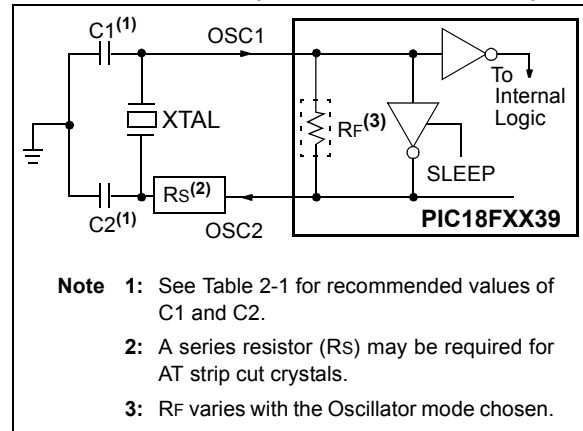 C1(1)
OSC1
To
Internal
Logic
XTAL
RF(3)
SLEEP
C2(1)
RS(2)
OSC2
PIC18FXX39
Note 1: See Table 2-1 for recommended values of
C1 and C2.
2: A series resistor (RS) may be required for
AT strip cut crystals.
3: RF varies with the Oscillator mode chosen.